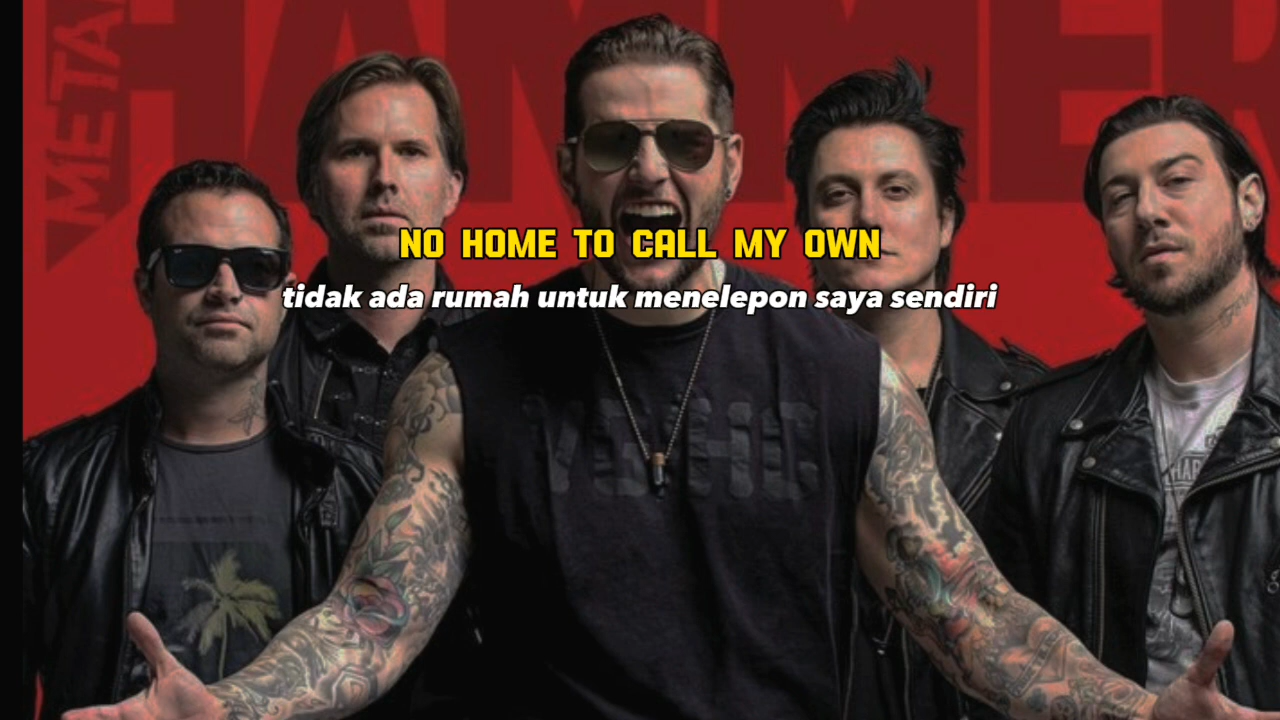 METAL
HAMMER
NO HOME TO CALL MY OWN
tidak ada rumah untuk menelepon saya sendiri